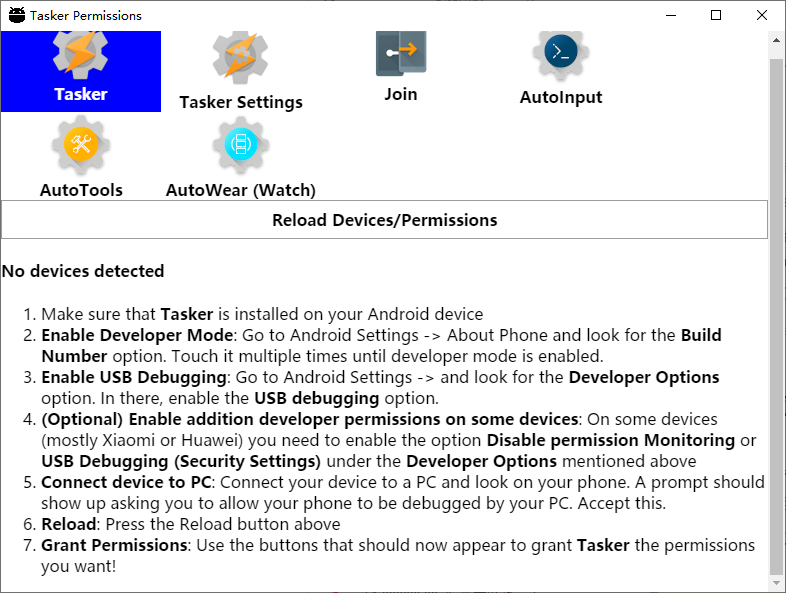 Tasker Permissions
Tasker
Tasker Settings
Join
AutoInput
AutoTools
AutoWear (Watch)
Reload Devices/Permissions
No devices detected
1. Make sure that Tasker is installed on your Android device
2. Enable Developer Mode: Go to Android Settings -> About Phone and look for the Build
Number option. Touch it multiple times until developer mode is enabled.
3. Enable USB Debugging: Go to Android Settings -> and look for the Developer Options
option. In there, enable the USB debugging option.
4. (Optional) Enable addition developer permissions on some devices: On some devices
(mostly Xiaomi or Huawei) you need to enable the option Disable permission Monitoring or
USB Debugging (Security Settings) under the Developer Options mentioned above
5. Connect device to PC: Connect your device to a PC and look on your phone. A prompt should
show up asking you to allow your phone to be debugged by your PC. Accept this.
6. Reload: Press the Reload button above
7. Grant Permissions: Use the buttons that should now appear to grant Tasker the permissions
you want!